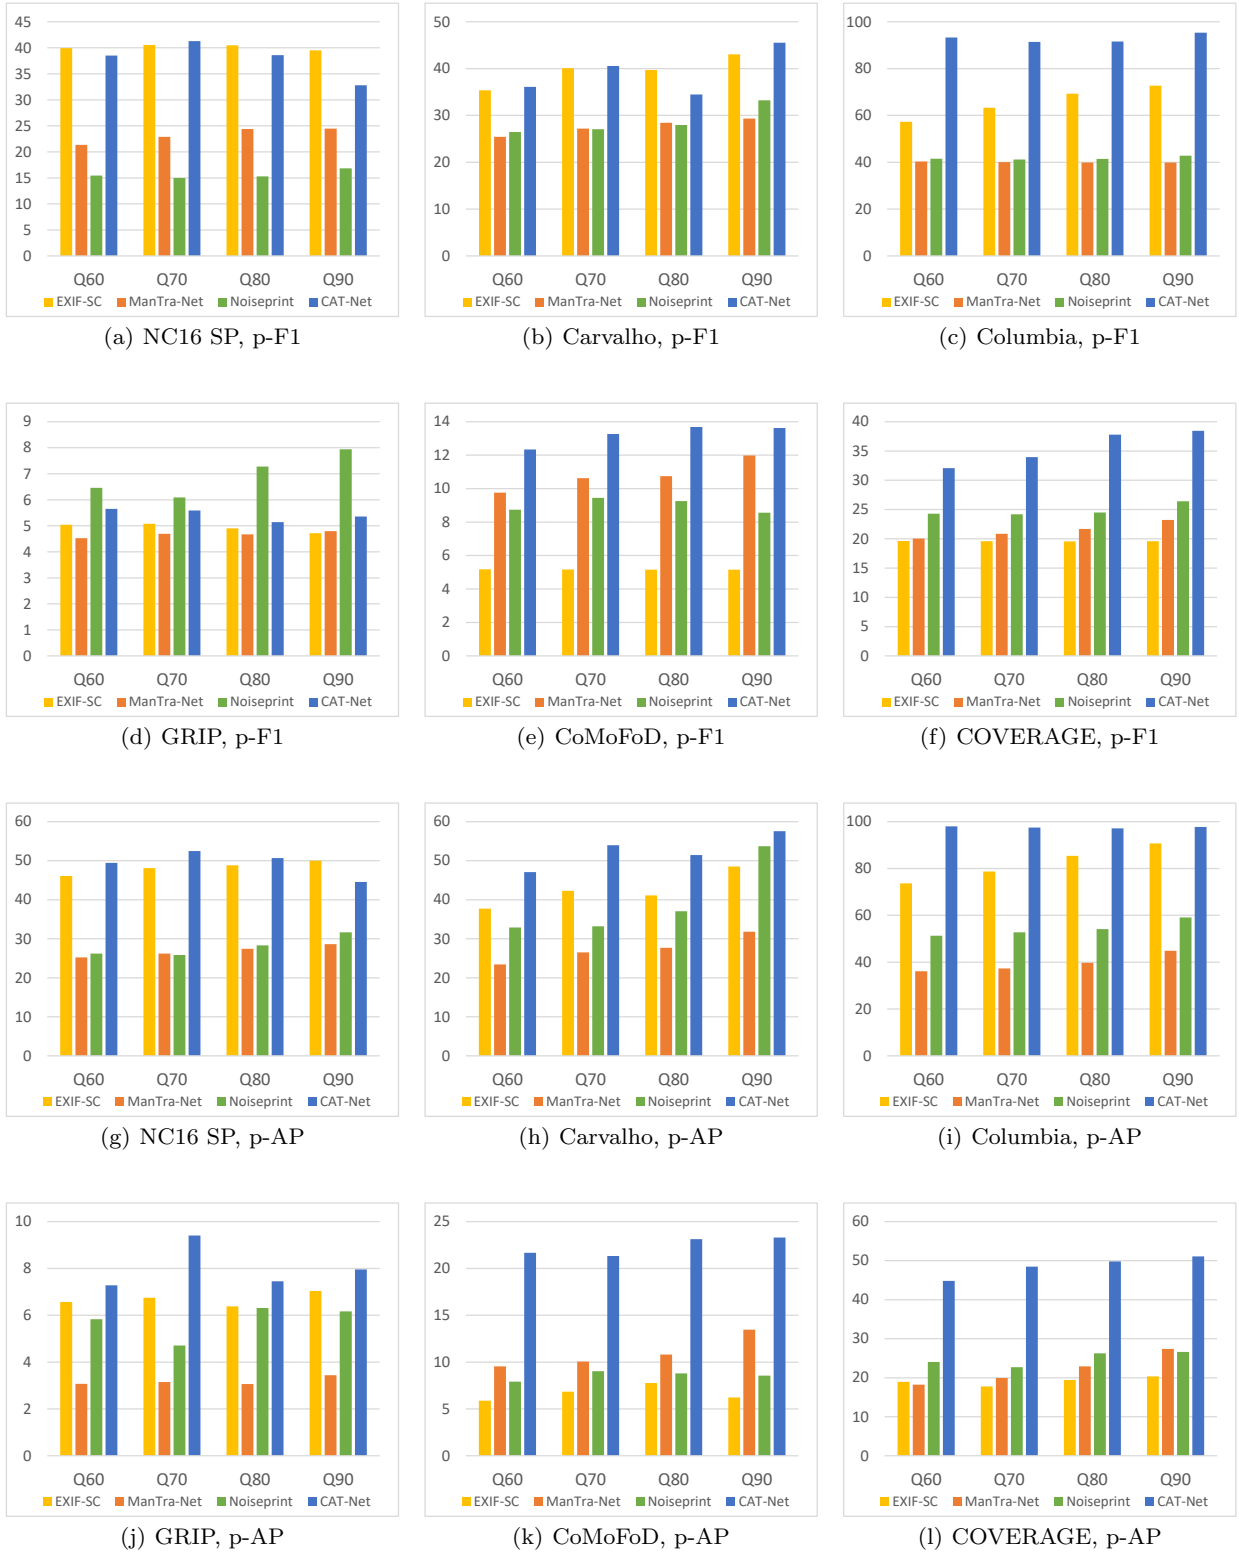 45
40
35
30
25
20
15
10
5
0
Q60 Q70 Q80 Q90
EXIF-SC ManTra-Net Noiseprint CAT-Net
(a) NC16 SP, p-F1
50
40
30
20
10
0
Q60 Q70 Q80 Q90
EXIF-SC ManTra-Net Noiseprint CAT-Net
(b) Carvalho, p-F1
100
80
60
40
20
0
Q60 Q70 Q80 Q90
EXIF-SC ManTra-Net Noiseprint CAT-Net
(c) Columbia, p-F1
9
8
7
6
5
4
3
2
1
0
Q60 Q70 Q80 Q90
EXIF-SC ManTra-Net Noiseprint CAT-Net
(d) GRIP, p-F1
14
12
10
8
6
4
2
0
Q60 Q70 Q80 Q90
EXIF-SC ManTra-Net Noiseprint CAT-Net
(e) CoMoFoD, p-F1
40
35
30
25
20
15
10
5
0
Q60 Q70 Q80 Q90
EXIF-SC ManTra-Net Noiseprint CAT-Net
(f) COVERAGE, p-F1
60
50
40
30
20
10
0
Q60 Q70 Q80 Q90
EXIF-SC ManTra-Net Noiseprint CAT-Net
(g) NC16 SP, p-AP
60
50
40
30
20
10
0
Q60 Q70 Q80 Q90
EXIF-SC ManTra-Net Noiseprint CAT-Net
(h) Carvalho, p-AP
100
80
60
40
20
0
Q60 Q70 Q80 Q90
EXIF-SC ManTra-Net Noiseprint CAT-Net
(i) Columbia, p-AP
10
8
6
4
2
0
Q60 Q70 Q80 Q90
EXIF-SC ManTra-Net Noiseprint CAT-Net
(j) GRIP, p-AP
25
20
15
10
5
0
Q60 Q70 Q80 Q90
EXIF-SC ManTra-Net Noiseprint CAT-Net
(k) CoMoFoD, p-AP
60
50
40
30
20
10
0
Q60 Q70 Q80 Q90
EXIF-SC ManTra-Net Noiseprint CAT-Net
(l) COVERAGE, p-AP